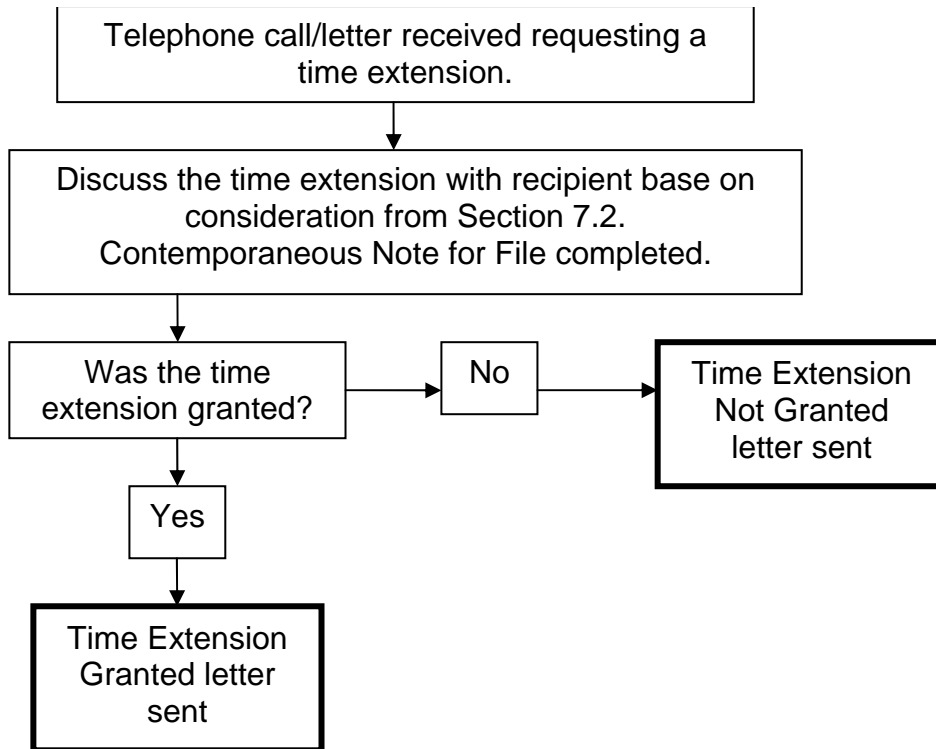 Telephone call/letter received requesting a
time extension.
Discuss the time extension with recipient base on
consideration from Section 7.2.
Contemporaneous Note for File completed.
Was the time
extension granted?
No
Time Extension
Not Granted
letter sent
Yes
Time Extension
Granted letter
sent